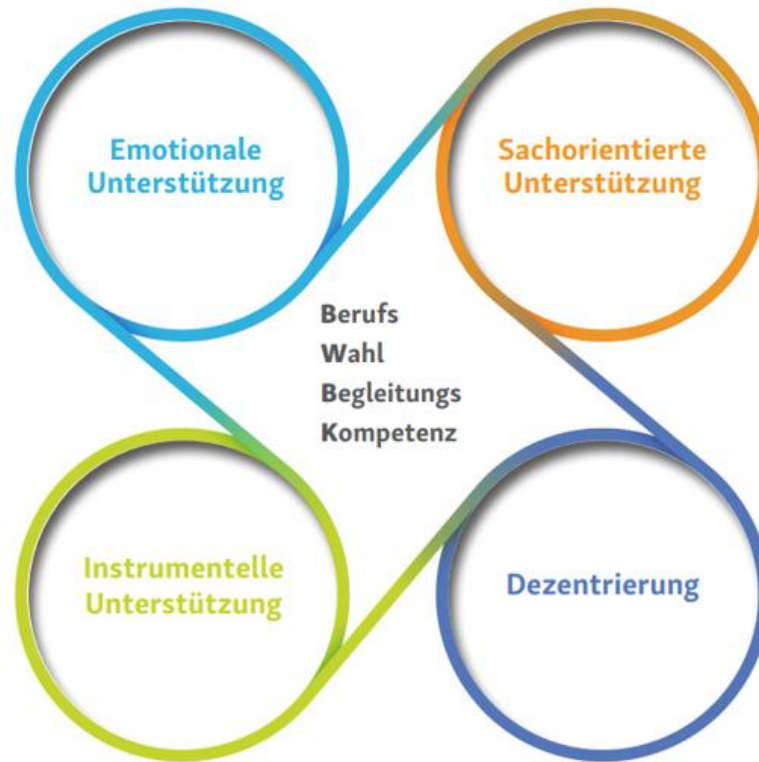 Emotionale
Unterstützung
Sachorientierte
Unterstützung
Berufs
Wahl
Begleitungs
Kompetenz
Instrumentelle
Unterstützung
Dezentrierung